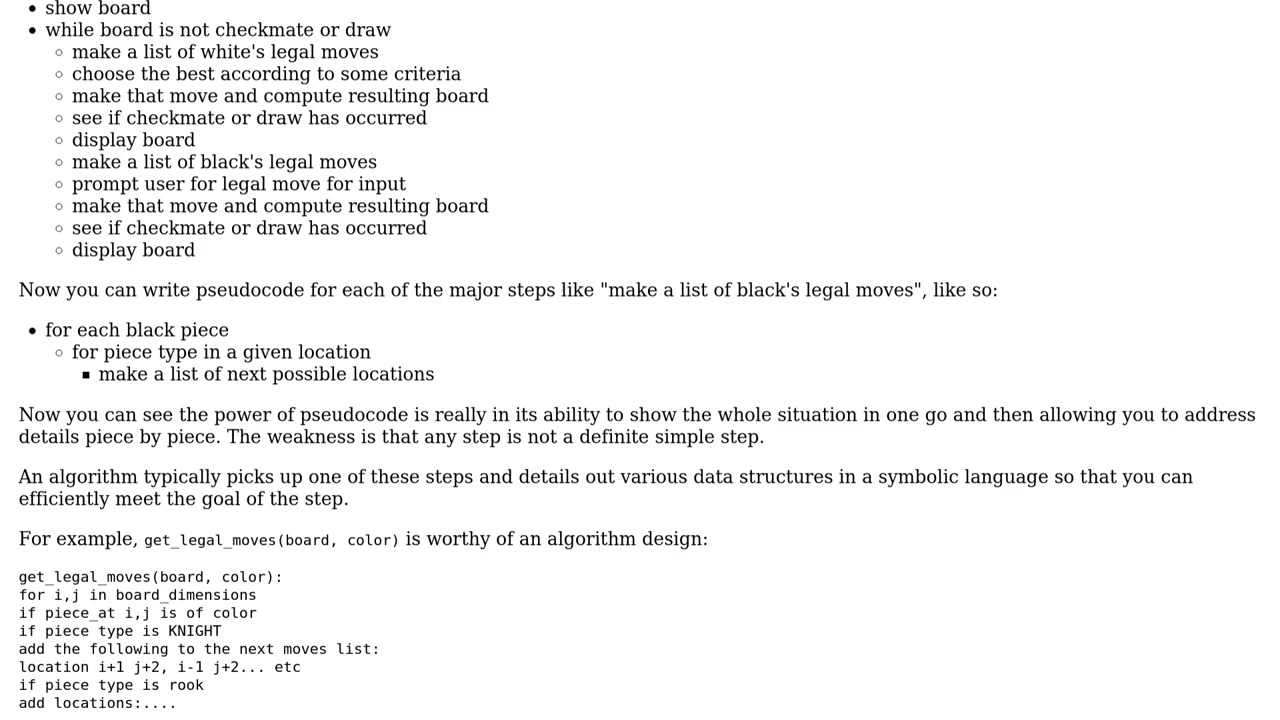 show board
while board is not checkmate or draw
make a list of white's legal moves
choose the best according to some criteria
make that move and compute resulting board
see if checkmate or draw has occurred
display board
make a list of black's legal moves
prompt user for legal move for input
make that move and compute resulting board
see if checkmate or draw has occurred
display board
Now you can write pseudocode for each of the major steps like "make a list of black's legal moves", like so:
for each black piece
for piece type in a given location
make a list of next possible locations
Now you can see the power of pseudocode is really in its ability to show the whole situation in one go and then allowing you to address
details piece by piece. The weakness is that any step is not a definite simple step.
An algorithm typically picks up one of these steps and details out various data structures in a symbolic language so that you can
efficiently meet the goal of the step.
For example, get_legal_moves(board, color) is worthy of an algorithm design:
get_legal_moves(board, color):
for i,j in board_dimensions
if piece_at i,j is of color
if piece type is KNIGHT
add the following to the next moves list:
location i+1 j+2, i-1 j+2... etc
if piece type is rook
add locations:....